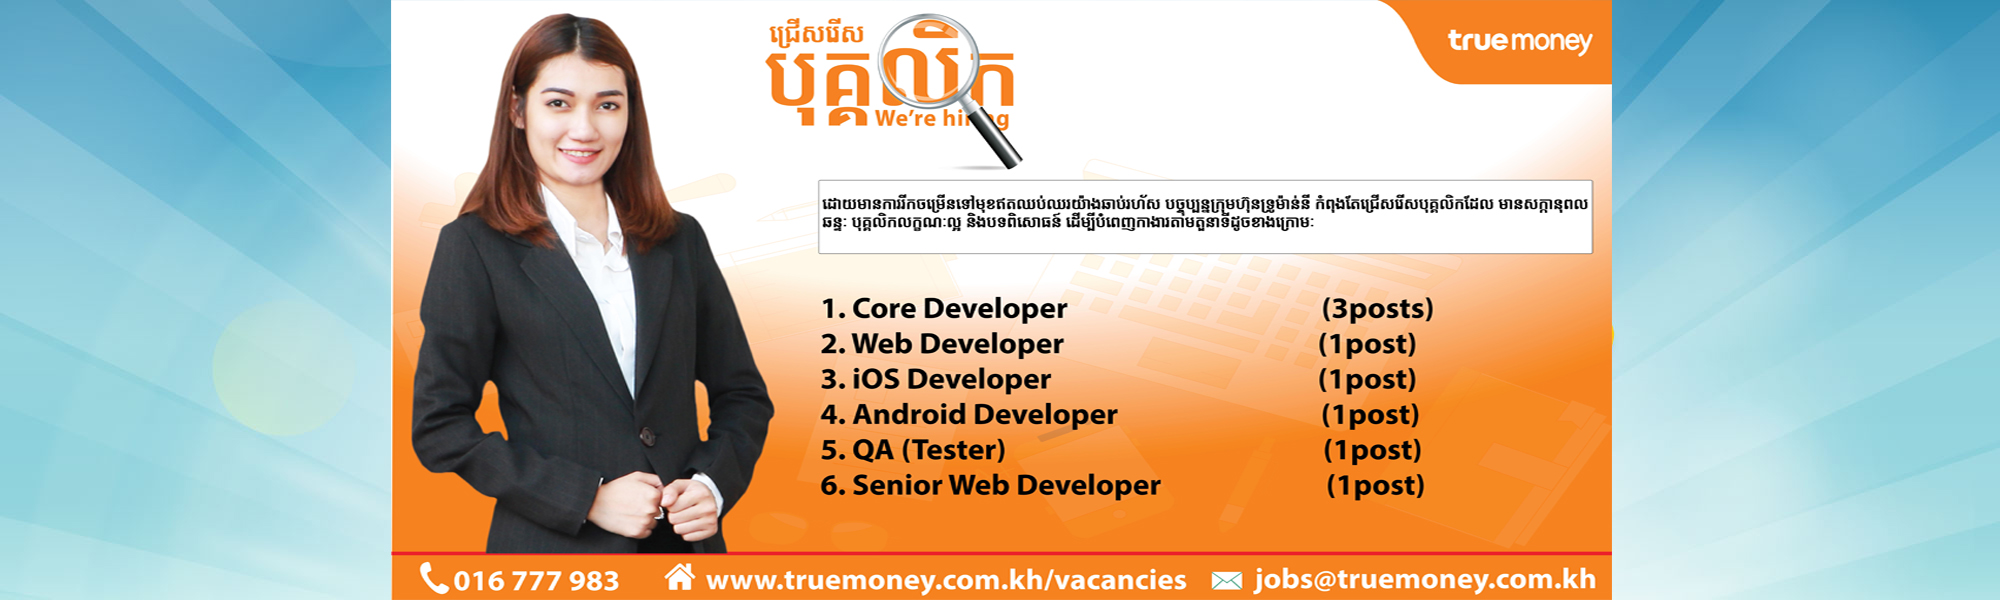 ជ្រើសរើស
បុគ្គលិក
We're hiring
truemoney
ដោយមានការរីកចម្រើនទៅមុខឥតឈប់ឈរយ៉ាងឆាប់រហ័ស បច្ចុប្បន្នក្រុមហ៊ុនទ្រូម៉ាន់នី កំពុងតែជ្រើសរើសបុគ្គលិកដែល មានសក្តានុពល
ឆន្ទៈ បុគ្គលិកលក្ខណៈល្អ និងបទពិសោធន៍ ដើម្បីបំពេញកាងារតាមតួនាទីដូចខាងក្រោមៈ
1. Core Developer (3posts)
2. Web Developer (1post)
3. iOS Developer (1post)
4. Android Developer (1post)
5. QA (Tester) (1post)
6. Senior Web Developer (1post)
016 777 983 www.truemoney.com.kh/vacancies jobs@truemoney.com.kh